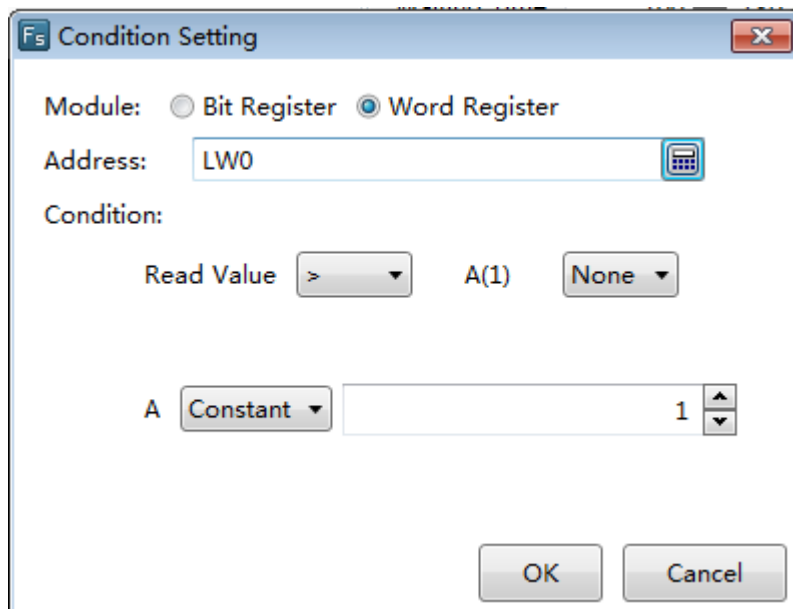 Fs Condition Setting
Module: Bit Register Word Register
Address: LW0
Condition:
Read Value > A(1) None
A Constant 1
OK Cancel